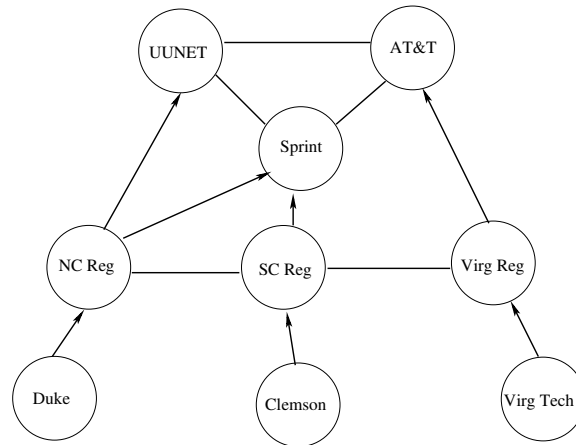 UUNET
AT&T
Sprint
NC Reg
SC Reg
Virg Reg
Duke
Clemson
Virg Tech